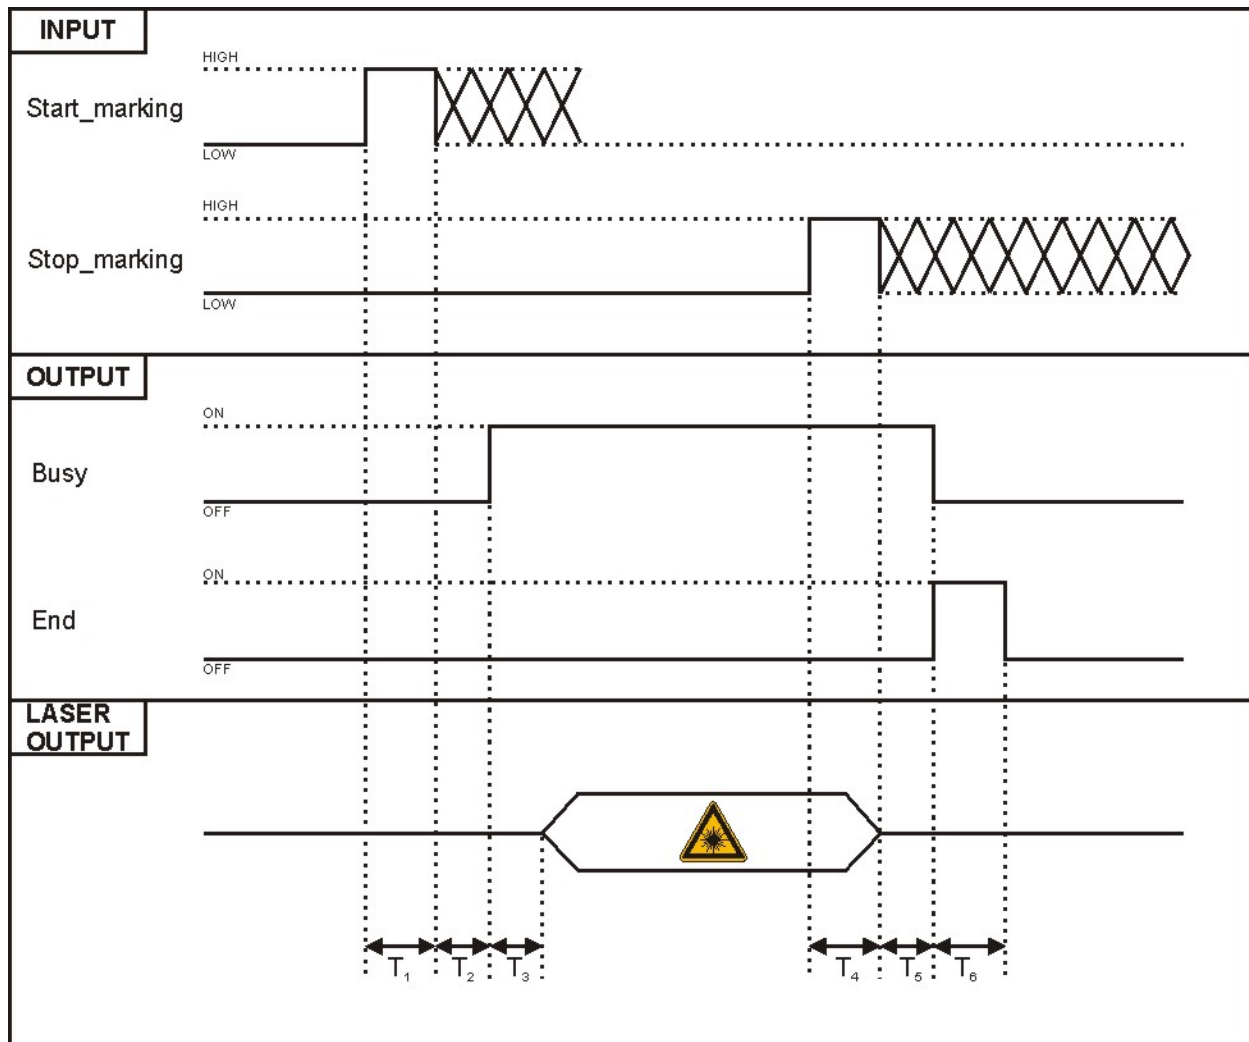 INPUT
HIGH
Start_marking
LOW
HIGH
Stop_marking
LOW
OUTPUT
ON
Busy
OFF
ON
End
OFF
LASER
OUTPUT
T₁ T₂ T₃ T₄ T₅ T₆